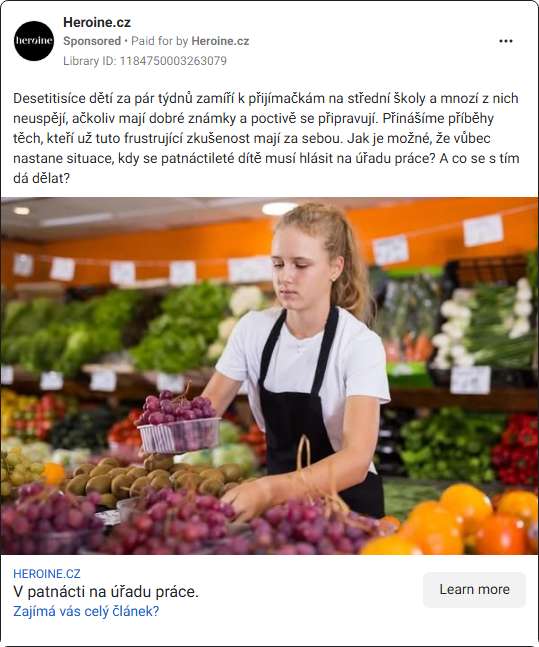 heroine
Heroine.cz
Sponsored • Paid for by Heroine.cz
Library ID: 1184750003263079
Desetitisíce dětí za pár týdnů zamíří k přijímačkám na střední školy a mnozí z nich
neuspějí, ačkoliv mají dobré známky a poctivě se připravují. Přinášíme příběhy
těch, kteří už tuto frustrující zkušenost mají za sebou. Jak je možné, že vůbec
nastane situace, kdy se patnáctileté dítě musí hlásit na úřadu práce? A co se s tím
dá dělat?
HEROINE.CZ
V patnácti na úřadu práce.
Zajímá vás celý článek?
Learn more